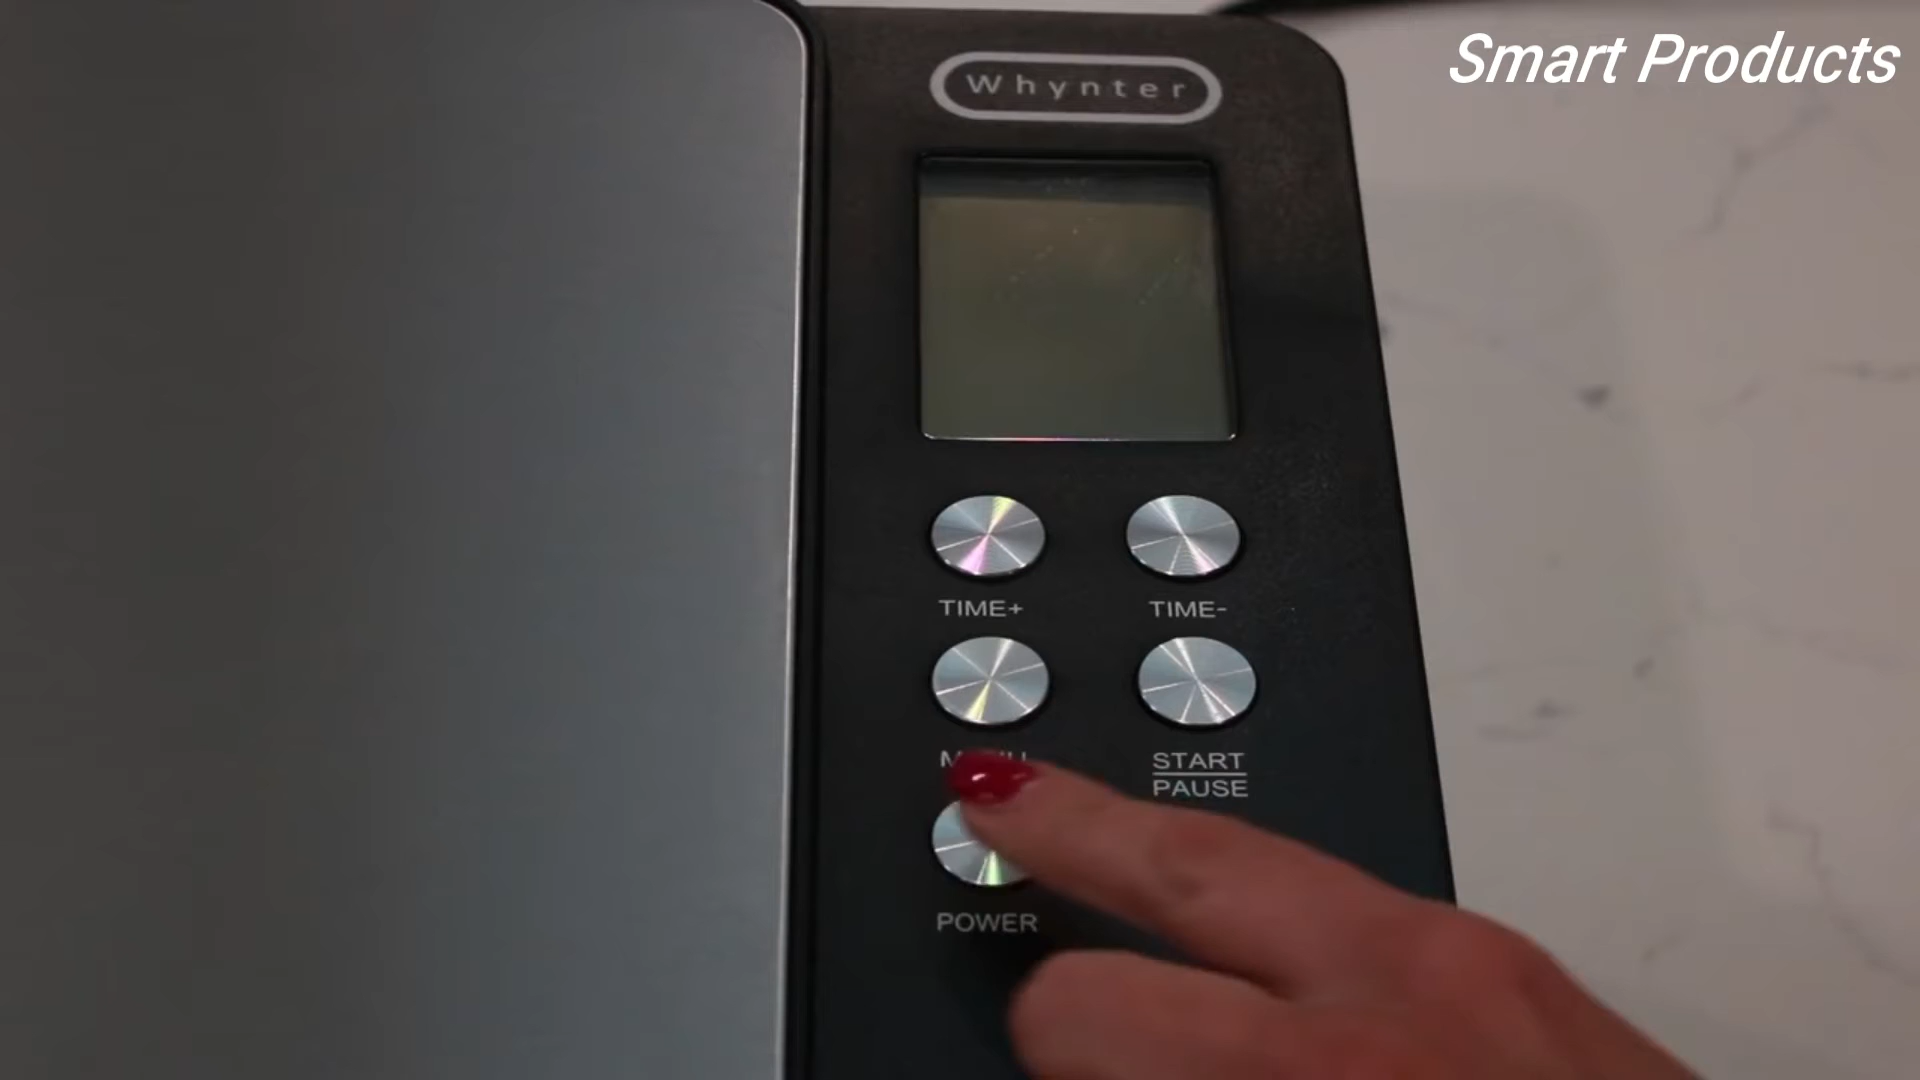 Smart Products
Whynter
TIME+ TIME-
START
PAUSE
POWER